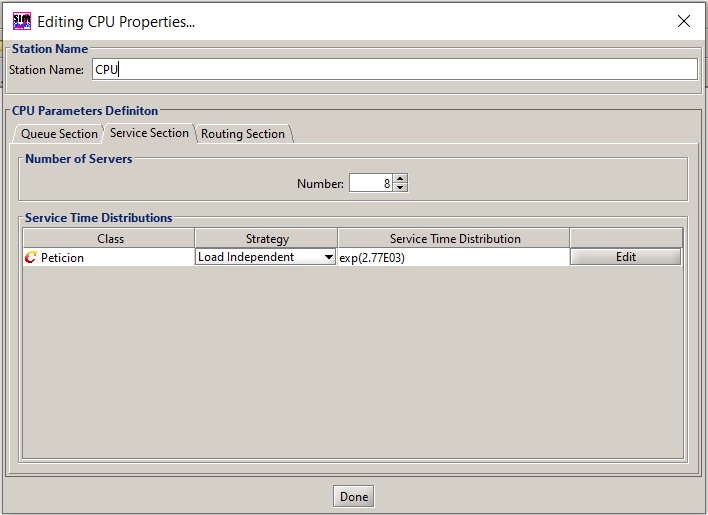 SIM
Editing CPU Properties...
Station Name
Station Name: CPU
CPU Parameters Definiton
Queue Section Service Section Routing Section
Number of Servers
Number: 8
Service Time Distributions
Class Strategy Service Time Distribution
Peticion Load Independent exp(2.77E03) Edit
Done